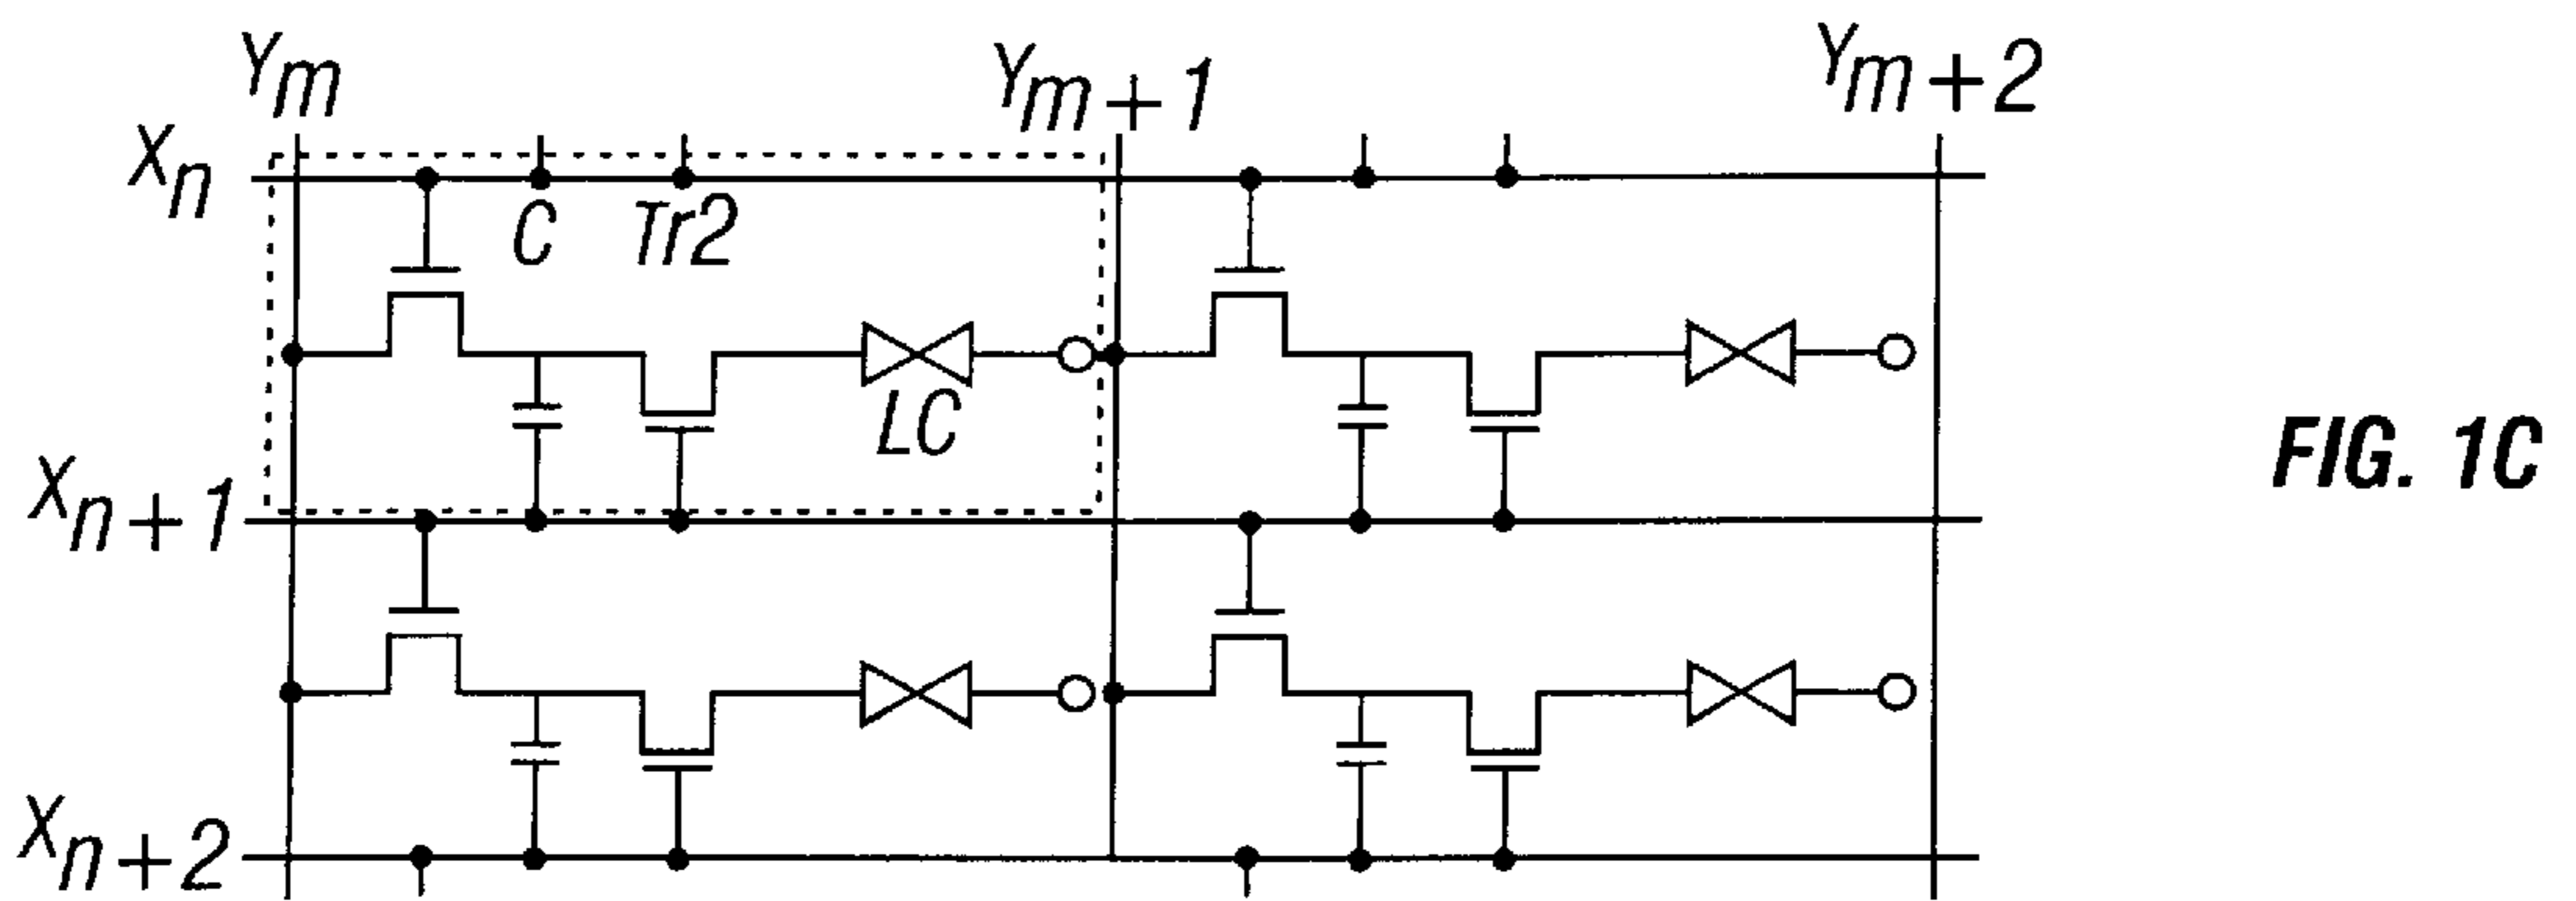 Ym
Ym+1
Ym+2
Xn
C
Tr2
LC
Xn+1
FIG. 1C
Xn+2